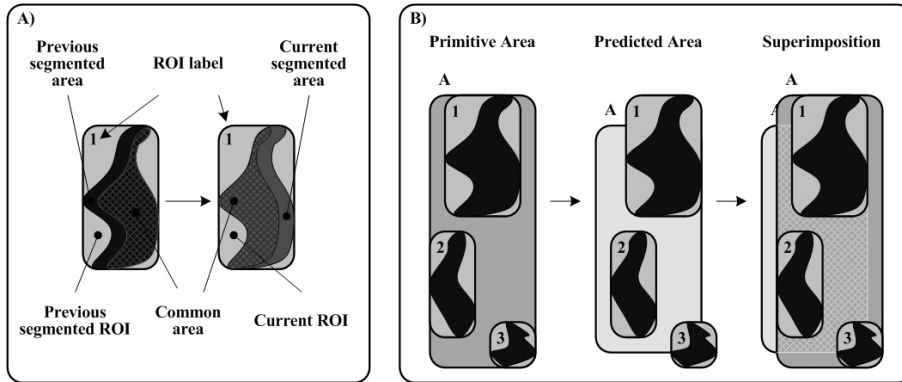 A)
Previous
segmented
area
ROI label
Current
segmented
area
1
1
Previous
segmented ROI
Common
area
Current ROI
B)
Primitive Area
Predicted Area
Superimposition
A
1
2
3
A
1
2
3
A
A
1
2
3